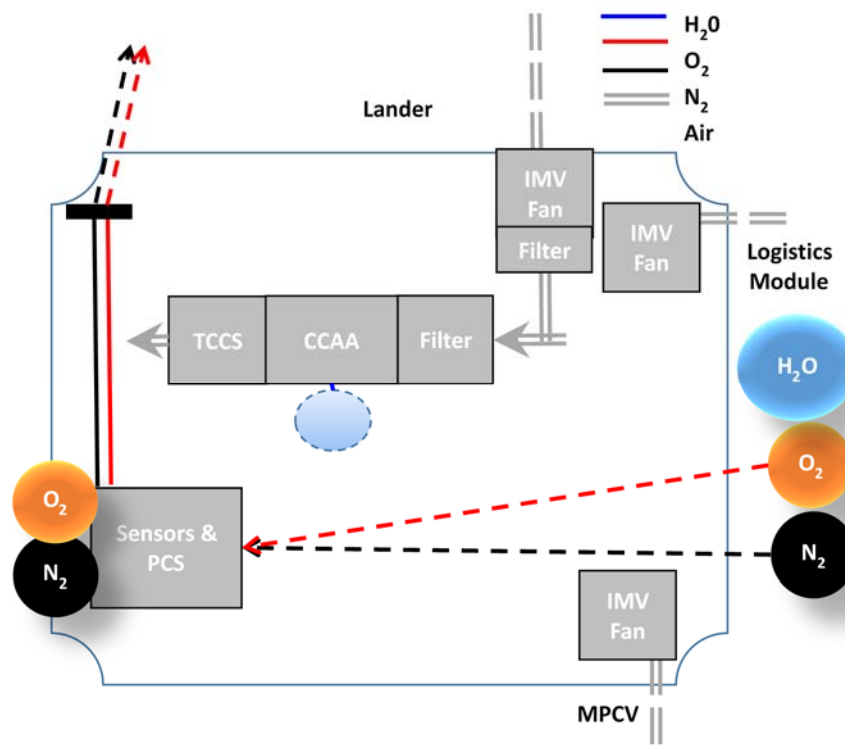 H₂0
O₂
N₂
Air
Lander
IMV
Fan
Filter
IMV
Fan
Logistics
Module
TCCS
CCAA
Filter
H₂O
O₂
N₂
O₂
N₂
Sensors &
PCS
IMV
Fan
MPCV